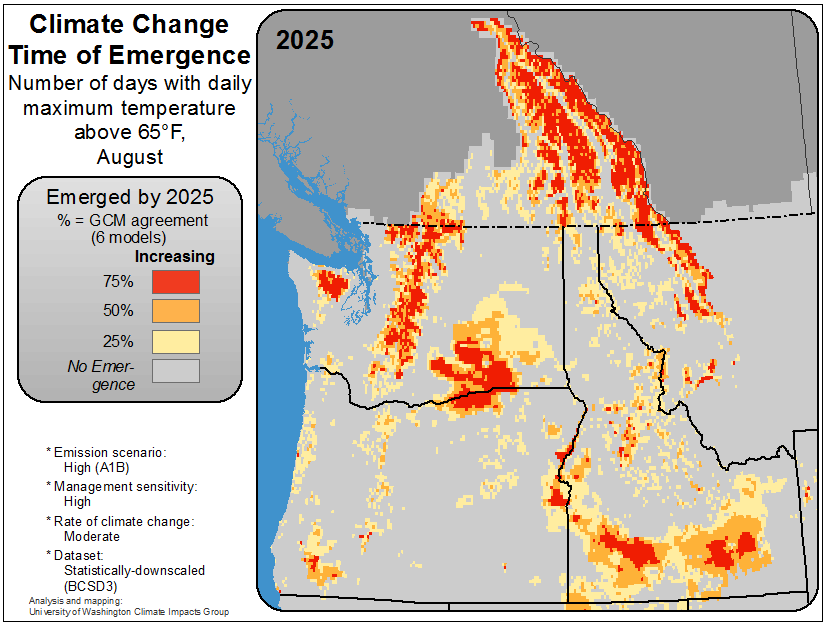 Climate Change
Time of Emergence
Number of days with daily
maximum temperature
above 65°F,
August
2025
Emerged by 2025
% = GCM agreement
(6 models)
Increasing
75%
50%
25%
No Emer-
gence
* Emission scenario:
High (A1B)
* Management sensitivity:
High
* Rate of climate change:
Moderate
* Dataset:
Statistically-downscaled
(BCSD3)
Analysis and mapping:
University of Washington Climate Impacts Group